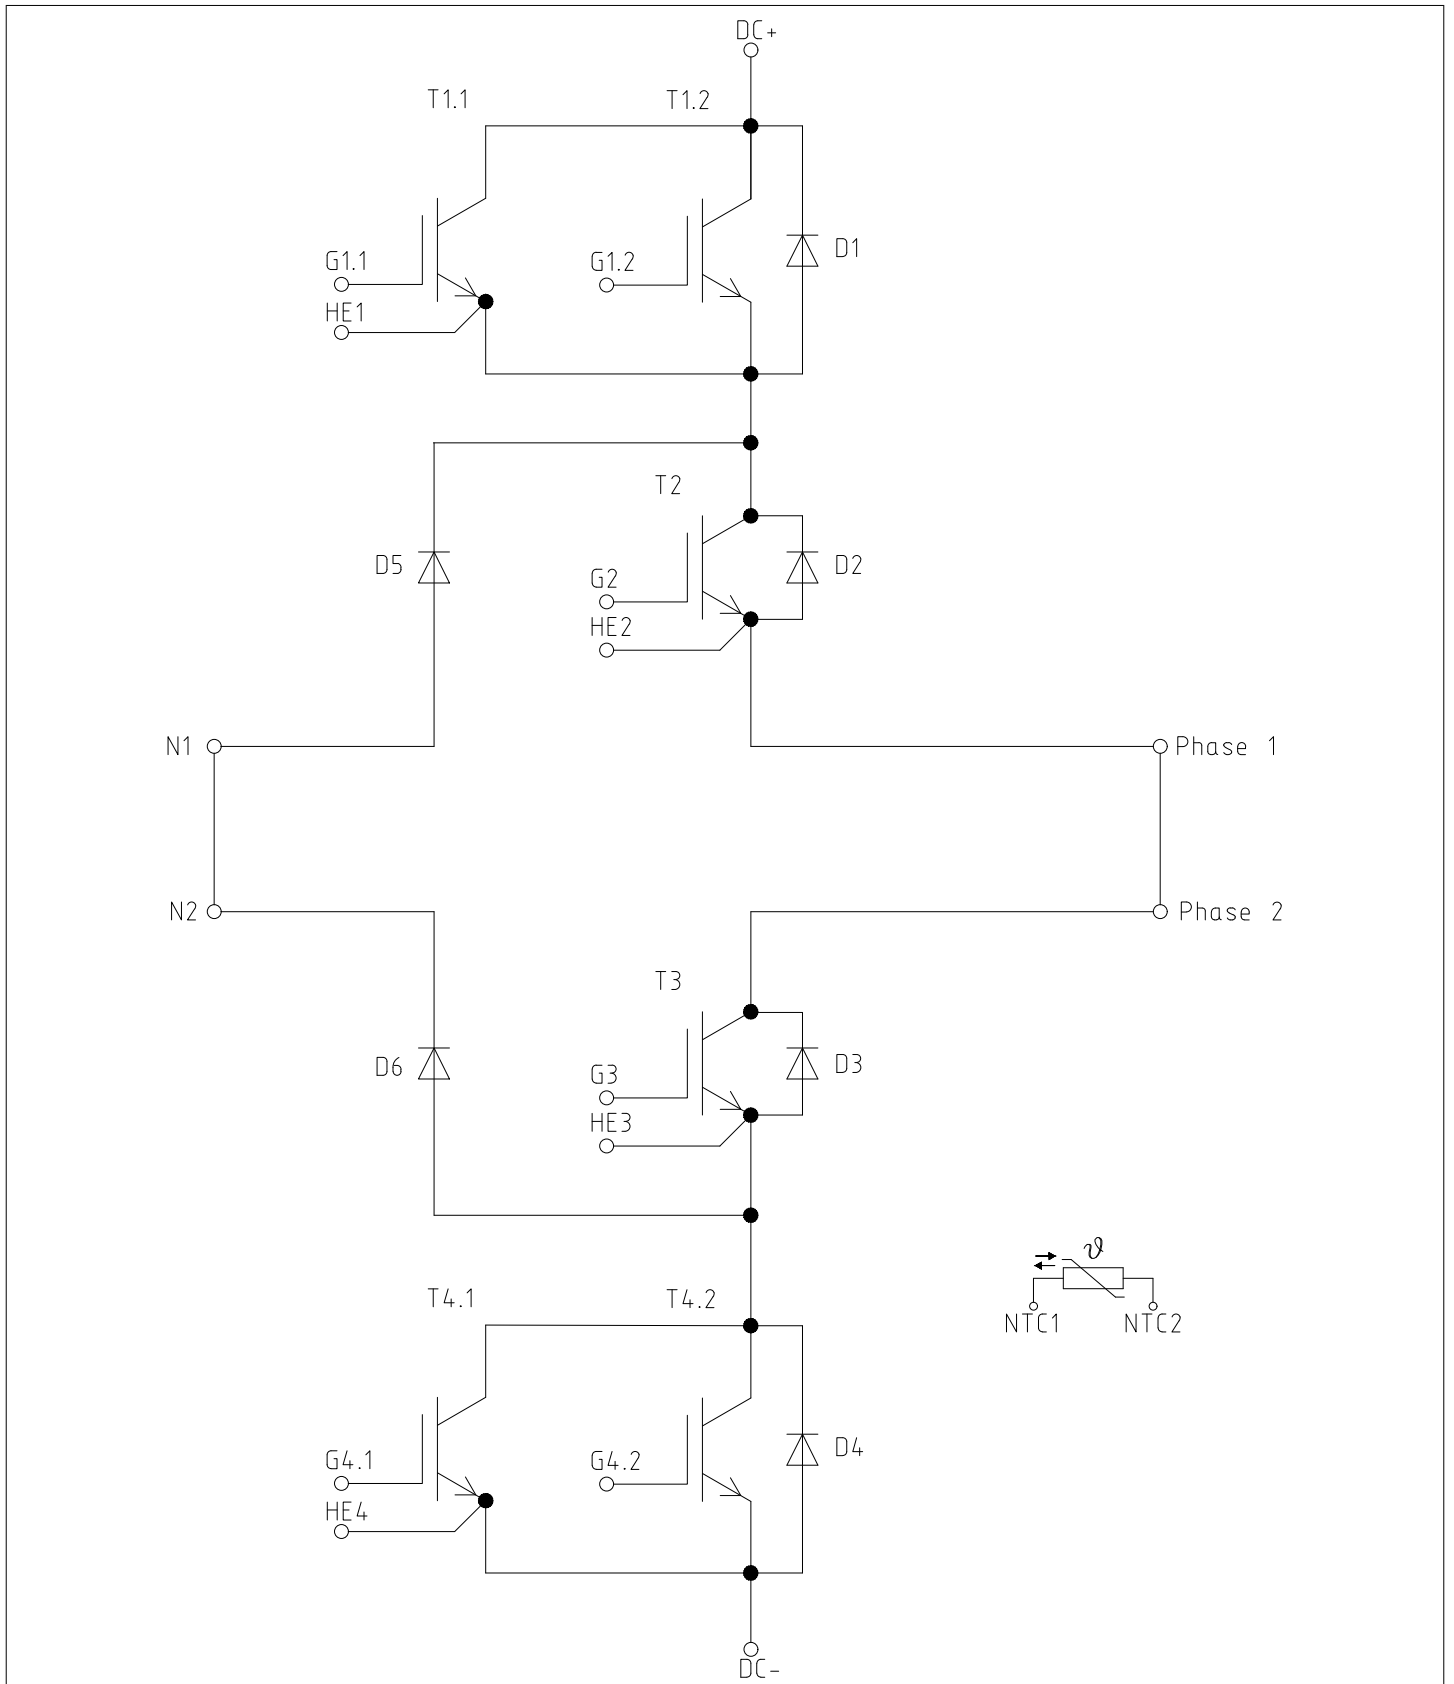 DC+
T1.1
T1.2
D1
G1.1
G1.2
HE1
T2
D5
D2
G2
HE2
N1
Phase 1
N2
Phase 2
T3
D6
D3
G3
HE3
ϑ
T4.1
T4.2
NTC1
NTC2
D4
G4.1
G4.2
HE4
DC-